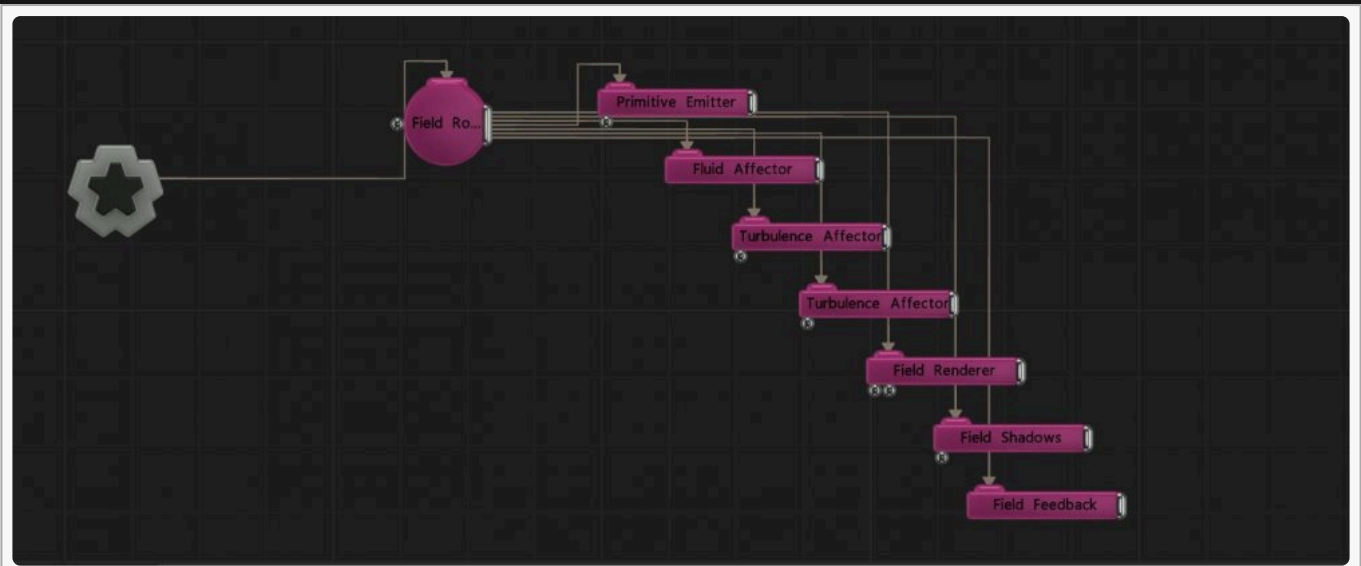 Primitive Emitter
Field Ro...
Fluid Affector
Turbulence Affector
Turbulence Affector
Field Renderer
Field Shadows
Field Feedback